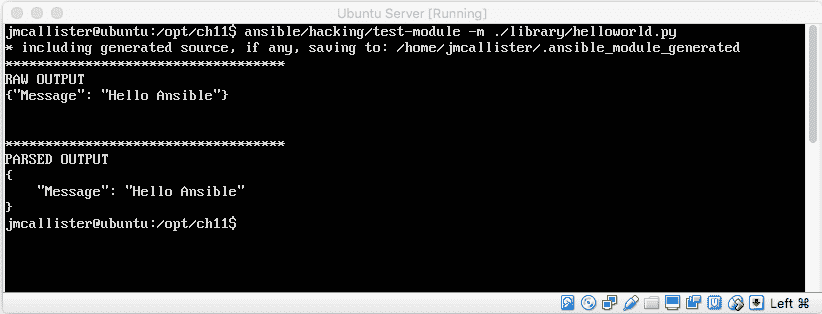 Ubuntu Server [Running]
jmcallister@ubuntu:/opt/ch11$ ansible/hacking/test-module -m ./library/helloworld.py
* including generated source, if any, saving to: /home/jmcallister/.ansible_module_generated
***********************************
RAW OUTPUT
{"Message": "Hello Ansible"}
***********************************
PARSED OUTPUT
{
    "Message": "Hello Ansible"
}
jmcallister@ubuntu:/opt/ch11$
Left ⌘